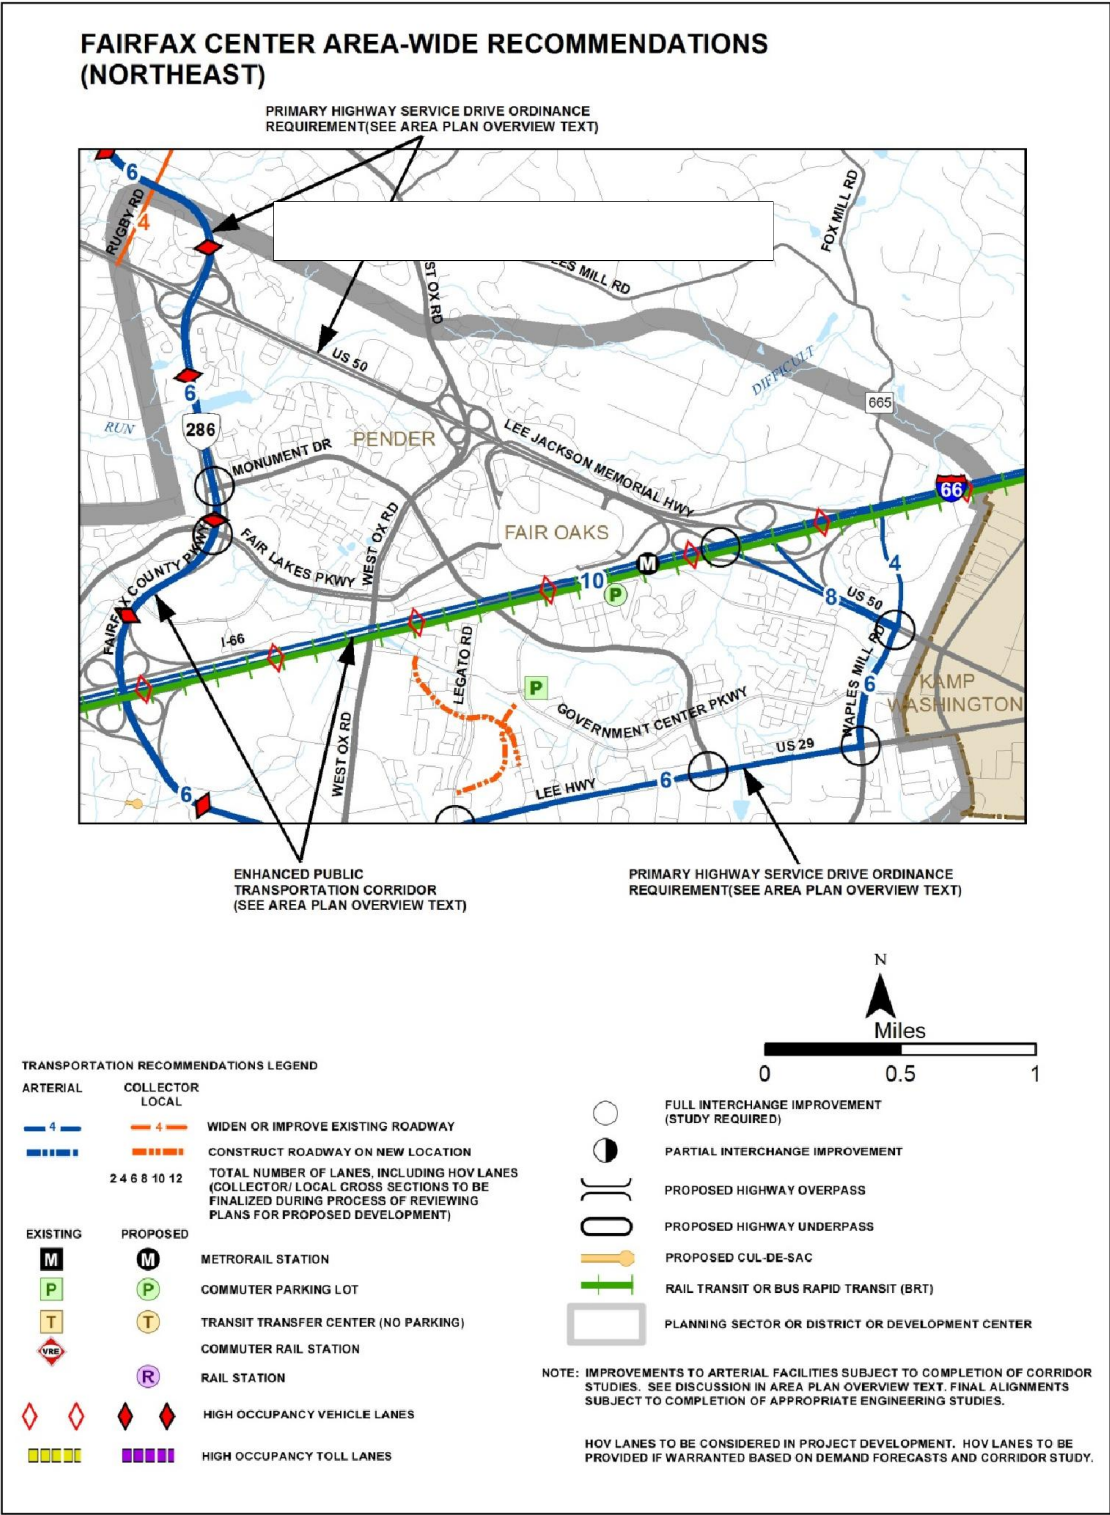 FAIRFAX CENTER AREA-WIDE RECOMMENDATIONS
(NORTHEAST)
PRIMARY HIGHWAY SERVICE DRIVE ORDINANCE
REQUIREMENT(SEE AREA PLAN OVERVIEW TEXT)
6
RUGBY RD
4
FOX MILL RD
MILL RD
OX RD
US 50
DIFFICULT
6
665
RUN
286
PENDER
MONUMENT DR
LEE JACKSON MEMORIAL HWY
66
FAIR OAKS
WEST OX RD
FAIR LAKES PKWY
FAIRFAX COUNTY PKWY
M
10
P
4
8
US 50
I-66
LEGATO RD
WAPLES MILL RD
6
P
KAMP
WASHINGTON
GOVERNMENT CENTER PKWY
WEST OX RD
US 29
6
LEE HWY
6
ENHANCED PUBLIC
TRANSPORTATION CORRIDOR
(SEE AREA PLAN OVERVIEW TEXT)
PRIMARY HIGHWAY SERVICE DRIVE ORDINANCE
REQUIREMENT(SEE AREA PLAN OVERVIEW TEXT)
N
Miles
0 0.5 1
TRANSPORTATION RECOMMENDATIONS LEGEND
ARTERIAL COLLECTOR
LOCAL
4 4 WIDEN OR IMPROVE EXISTING ROADWAY
CONSTRUCT ROADWAY ON NEW LOCATION
2 4 6 8 10 12 TOTAL NUMBER OF LANES, INCLUDING HOV LANES
(COLLECTOR/ LOCAL CROSS SECTIONS TO BE
FINALIZED DURING PROCESS OF REVIEWING
PLANS FOR PROPOSED DEVELOPMENT)
EXISTING PROPOSED
M M METRORAIL STATION
P P COMMUTER PARKING LOT
T T TRANSIT TRANSFER CENTER (NO PARKING)
VRE COMMUTER RAIL STATION
R RAIL STATION
HIGH OCCUPANCY VEHICLE LANES
HIGH OCCUPANCY TOLL LANES
FULL INTERCHANGE IMPROVEMENT
(STUDY REQUIRED)
PARTIAL INTERCHANGE IMPROVEMENT
PROPOSED HIGHWAY OVERPASS
PROPOSED HIGHWAY UNDERPASS
PROPOSED CUL-DE-SAC
RAIL TRANSIT OR BUS RAPID TRANSIT (BRT)
PLANNING SECTOR OR DISTRICT OR DEVELOPMENT CENTER
NOTE: IMPROVEMENTS TO ARTERIAL FACILITIES SUBJECT TO COMPLETION OF CORRIDOR
STUDIES. SEE DISCUSSION IN AREA PLAN OVERVIEW TEXT. FINAL ALIGNMENTS
SUBJECT TO COMPLETION OF APPROPRIATE ENGINEERING STUDIES.
HOV LANES TO BE CONSIDERED IN PROJECT DEVELOPMENT. HOV LANES TO BE
PROVIDED IF WARRANTED BASED ON DEMAND FORECASTS AND CORRIDOR STUDY.